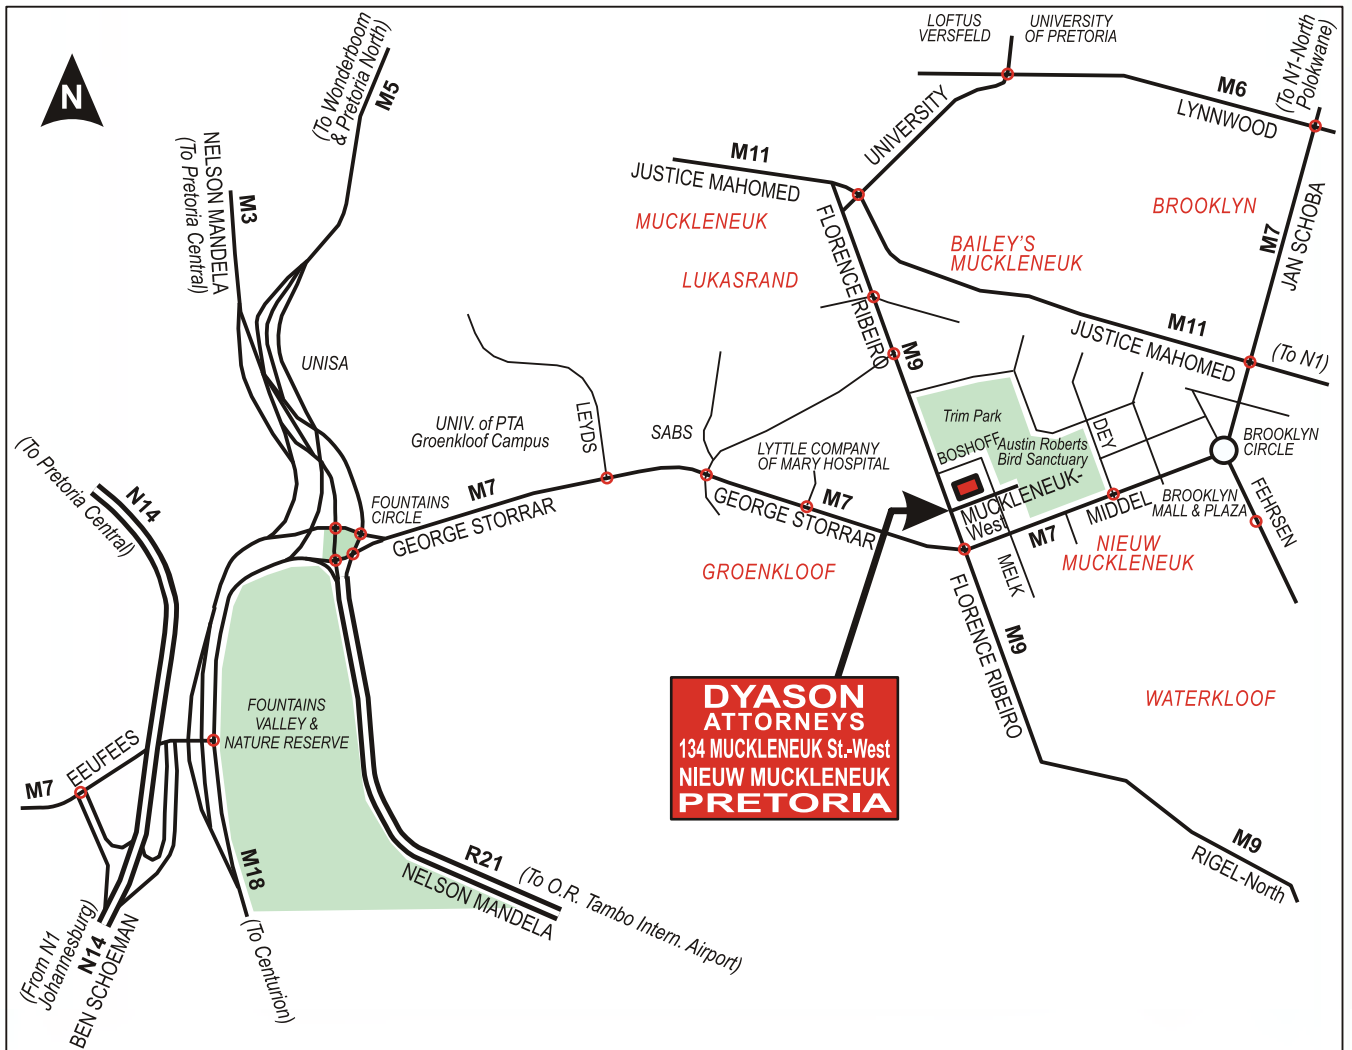 N
(To Wonderboom
& Pretoria North)
M5
LOFTUS
VERSFELD
UNIVERSITY
OF PRETORIA
M6
LYNNWOOD
(To N1-North
Polokwane)
NELSON MANDELA
(To Pretoria Central)
M3
M11
JUSTICE MAHOMED
UNIVERSITY
MUCKLENEUK
LUKASRAND
FLORENCE RIBEIRO
BAILEY'S
MUCKLENEUK
BROOKLYN
M7
JAN SCHOBA
M11
JUSTICE MAHOMED
(To N1)
M9
UNISA
UNIV. of PTA
Groenkloof Campus
LEYDS
SABS
LYTTLE COMPANY
OF MARY HOSPITAL
Trim Park
BOSHOFF
Austin Roberts
Bird Sanctuary
DEY
BROOKLYN
CIRCLE
(To Pretoria Central)
N14
FOUNTAINS
CIRCLE
M7
GEORGE STORRAR
M7
GEORGE STORRAR
MUCKLENEUK-
West
MIDDEL
M7
BROOKLYN
MALL & PLAZA
FEHRSEN
GROENKLOOF
MELK
NIEUW
MUCKLENEUK
FLORENCE RIBEIRO
M9
WATERKLOOF
FOUNTAINS
VALLEY &
NATURE RESERVE
DYASON
ATTORNEYS
134 MUCKLENEUK St.-West
NIEUW MUCKLENEUK
PRETORIA
M7
EEUFEES
M18
(To Centurion)
R21
NELSON MANDELA
(To O.R. Tambo Intern. Airport)
M9
RIGEL-North
(From N1
Johannesburg)
N14
BEN SCHOEMAN